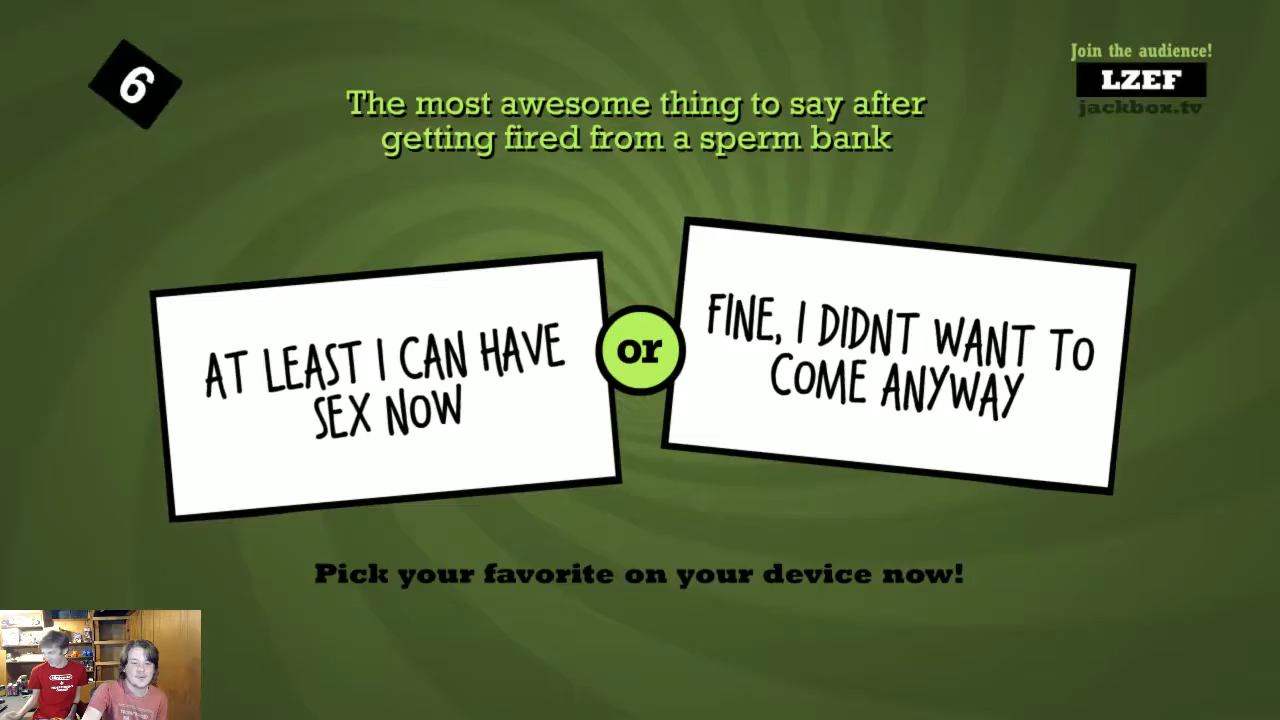 6
Join the audience!
LZEF
jackbox.tv
The most awesome thing to say after
getting fired from a sperm bank
AT LEAST I CAN HAVE
SEX NOW
or
FINE, I DIDNT WANT TO
COME ANYWAY
Pick your favorite on your device now!